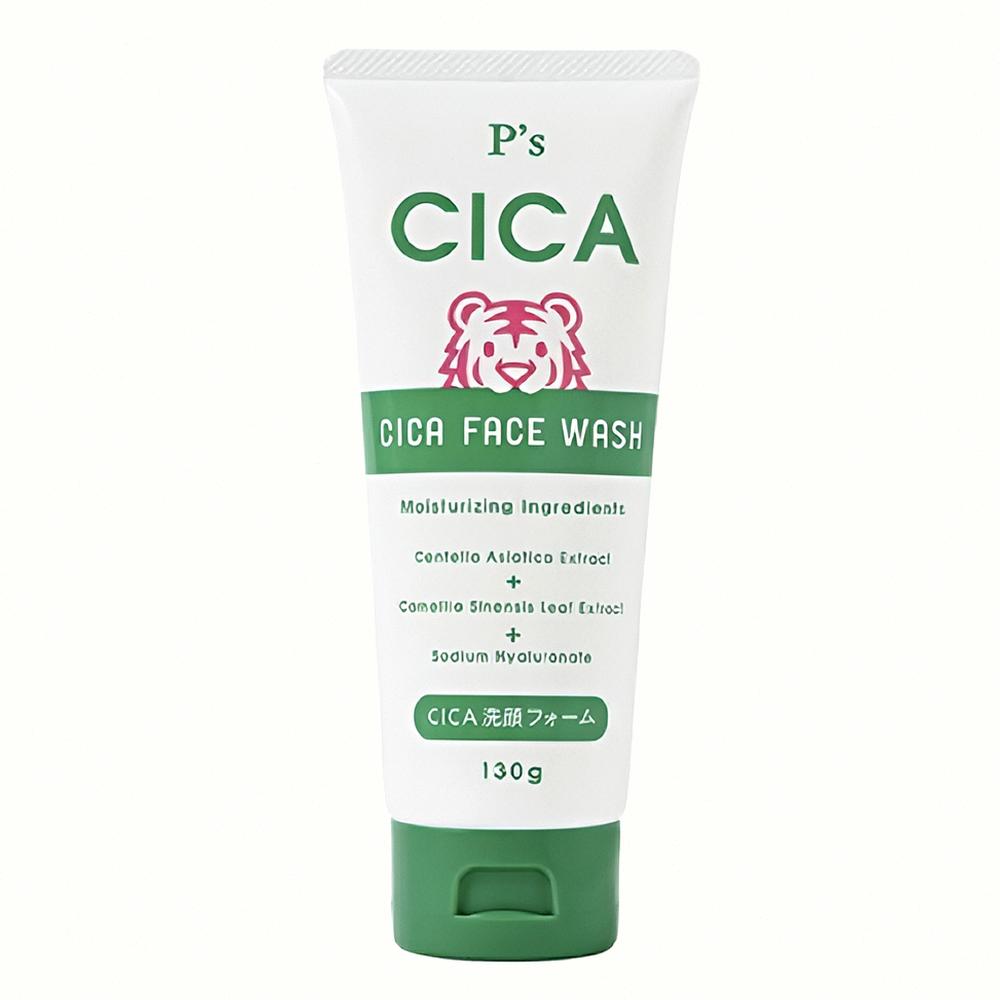 P's
CICA
CICA FACE WASH
Moisturizing Ingredients
Centella Asiatica Extract
+
Camellia Sinensis Leaf Extract
+
Sodium Hyaluronate
CICA 洗顔フォーム
130g